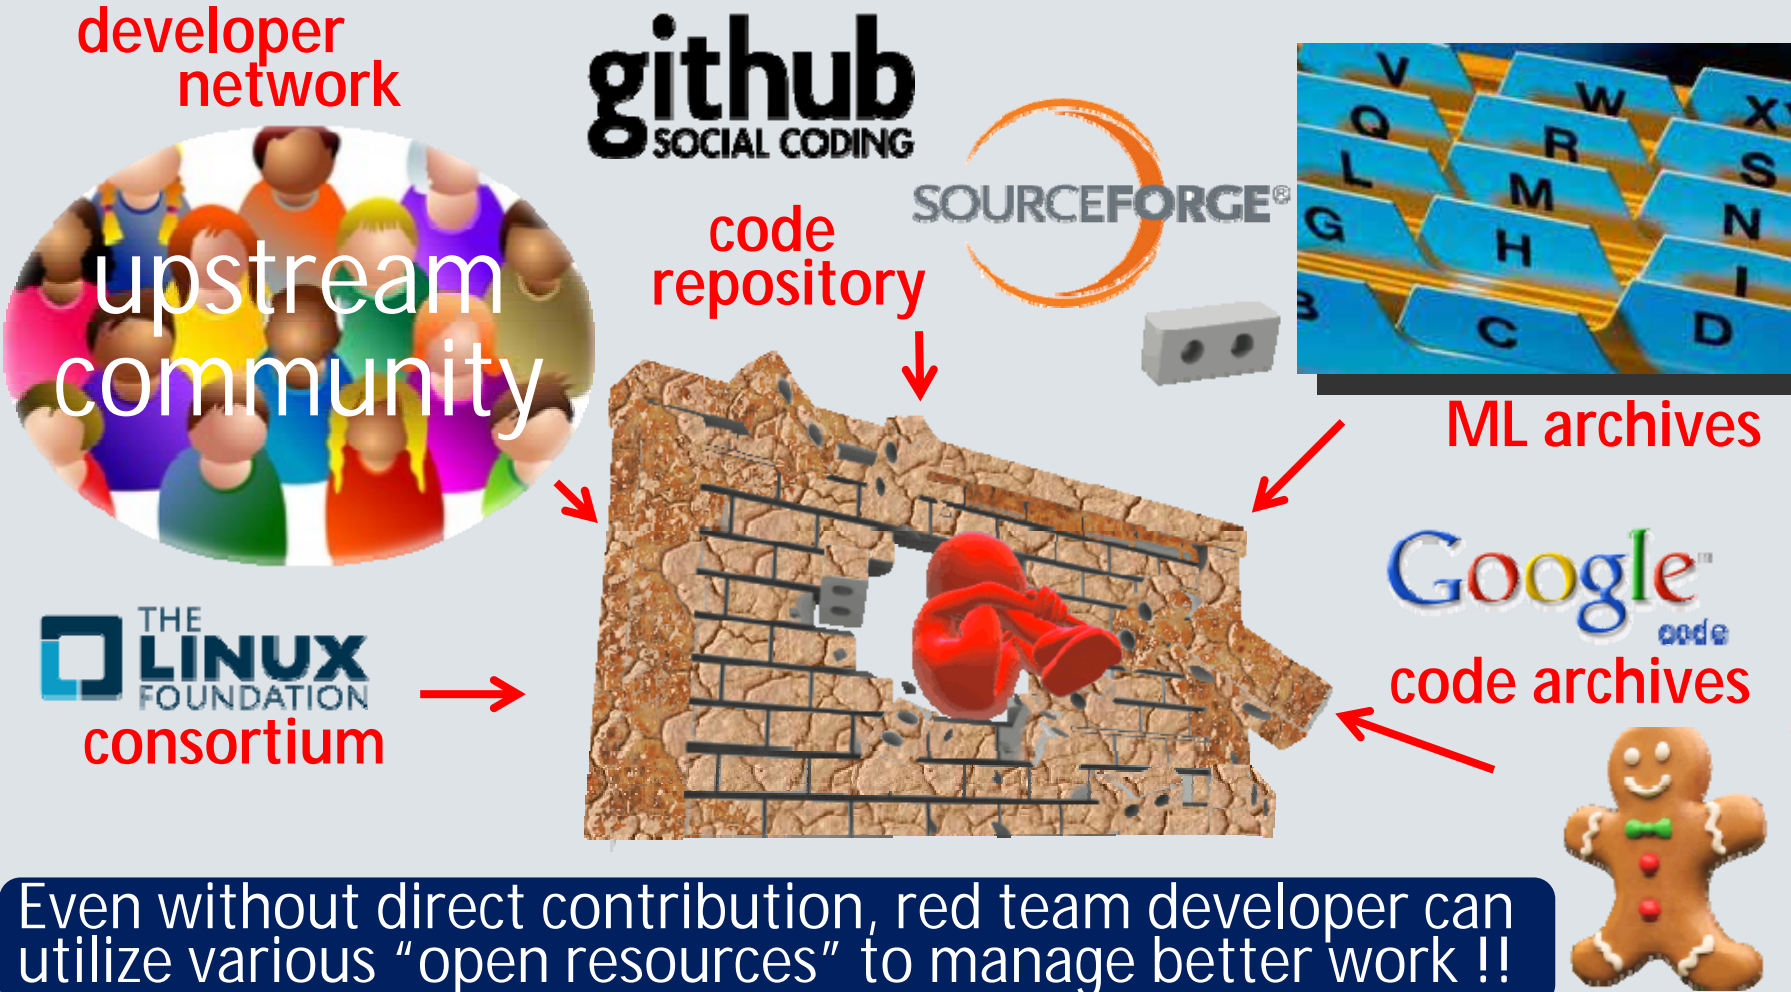 developer
network
github
SOCIAL CODING
SOURCEFORGE®
code
repository
upstream
community
V W X
Q R S
L M N
G H I
B C D
ML archives
Google™
code
code archives
THE
LINUX
FOUNDATION
consortium
Even without direct contribution, red team developer can
utilize various “open resources” to manage better work !!